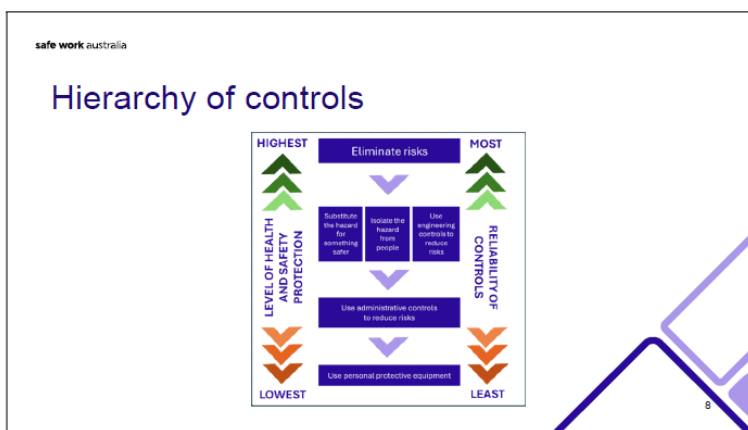 safe work australia
Hierarchy of controls
HIGHEST
MOST
Eliminate risks
Substitute
the hazard
for
something
safer
Isolate the
hazard
from
people
Use
engineering
controls to
reduce
risks
LEVEL OF HEALTH
AND SAFETY
PROTECTION
RELIABILITY OF
CONTROLS
Use administrative controls
to reduce risks
Use personal protective equipment
LOWEST
LEAST
8